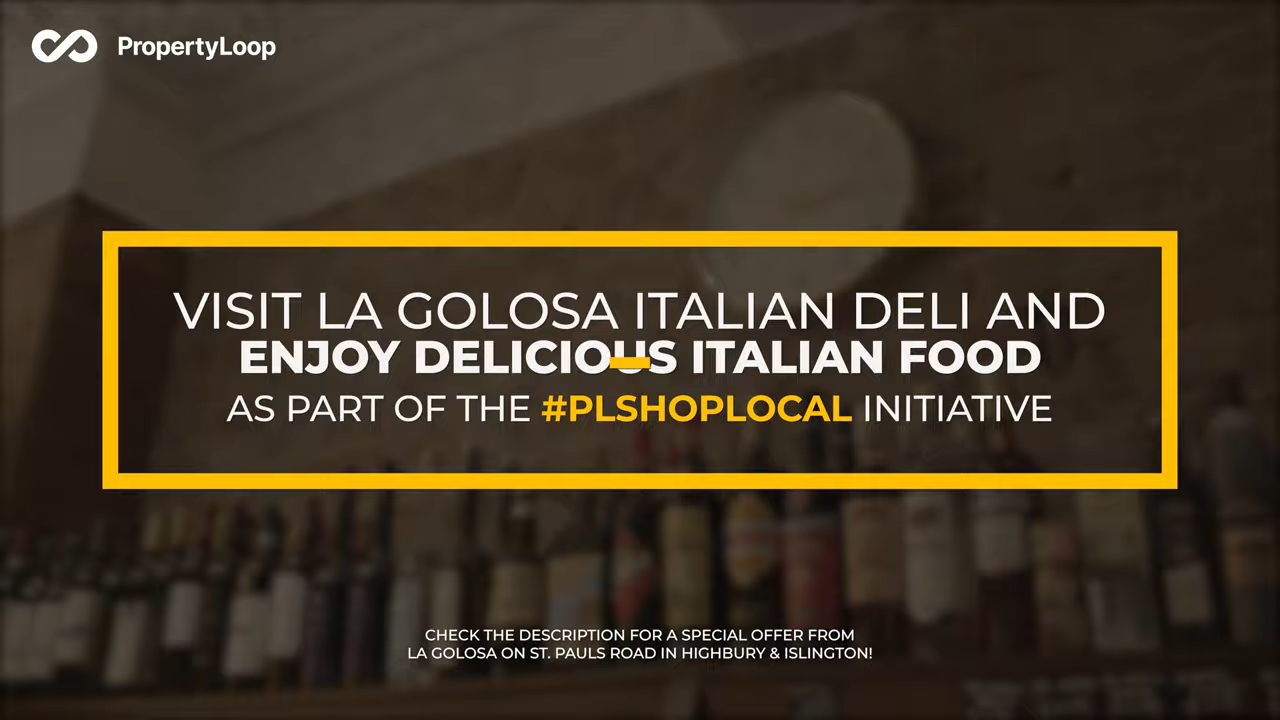 PropertyLoop
VISIT LA GOLOSA ITALIAN DELI AND
ENJOY DELICIOUS ITALIAN FOOD
AS PART OF THE #PLSHOPLOCAL INITIATIVE
CHECK THE DESCRIPTION FOR A SPECIAL OFFER FROM
LA GOLOSA ON ST. PAULS ROAD IN HIGHBURY & ISLINGTON!